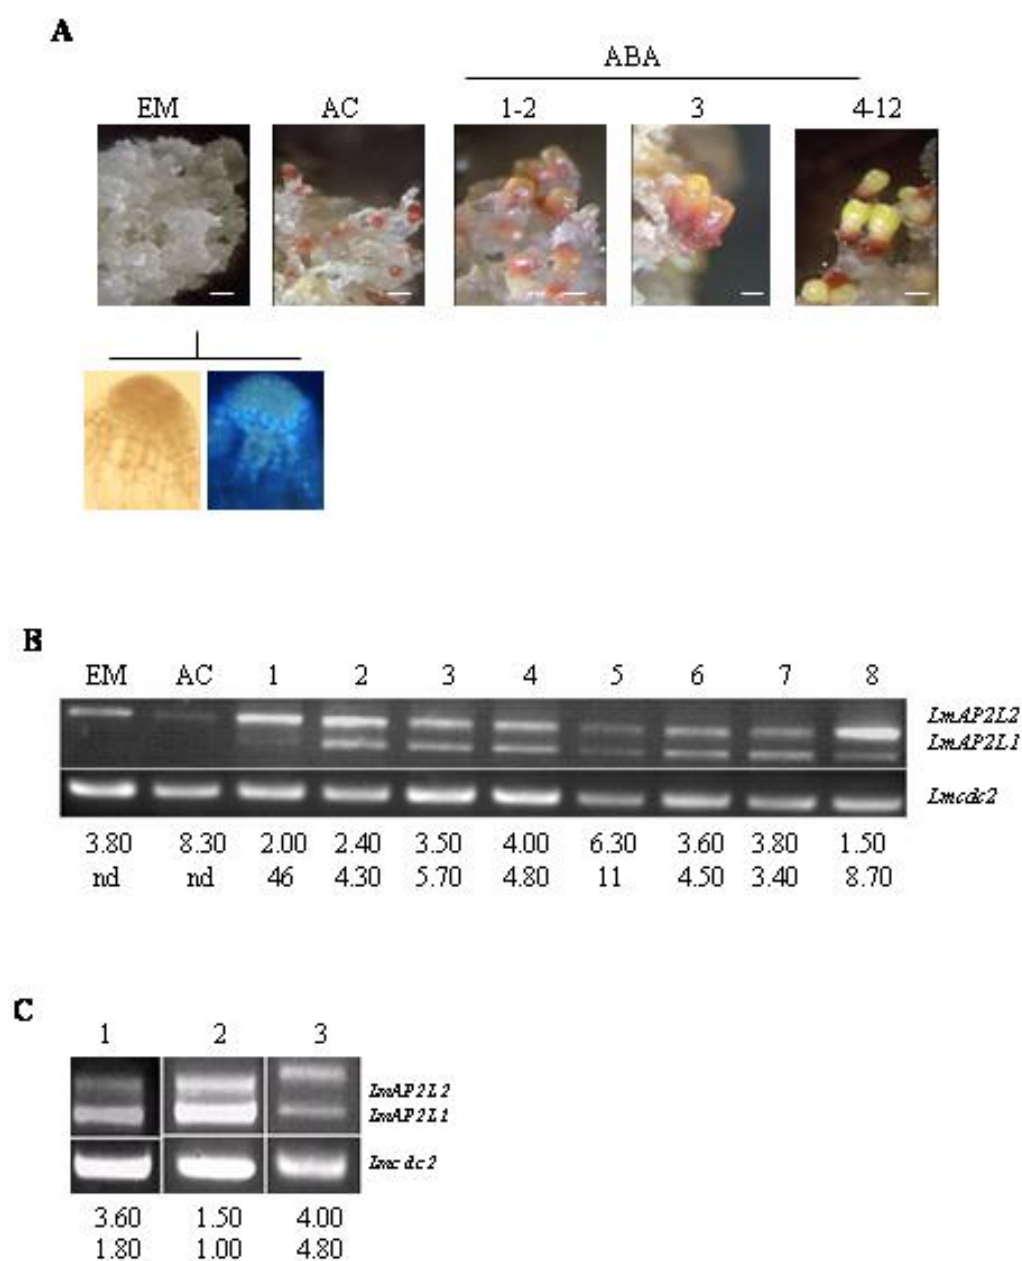 A
ABA
EM AC 1-2 3 4-12
B
EM AC 1 2 3 4 5 6 7 8
LmAP2L2
LmAP2L1
Lmcdc2
3.80 8.30 2.00 2.40 3.50 4.00 6.30 3.60 3.80 1.50
nd nd 46 4.30 5.70 4.80 11 4.50 3.40 8.70
C
1 2 3
LmAP2L2
LmAP2L1
Lmcdc2
3.60 1.50 4.00
1.80 1.00 4.80